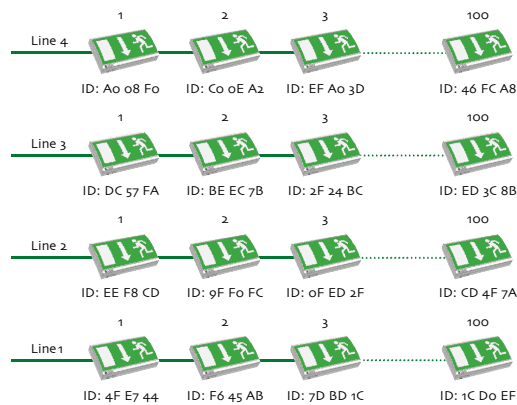 1 2 3 100
Line 4
ID: A0 08 F0 ID: C0 0E A2 ID: EF A0 3D ID: 46 FC A8
1 2 3 100
Line 3
ID: DC 57 FA ID: BE EC 7B ID: 2F 24 BC ID: ED 3C 8B
1 2 3 100
Line 2
ID: EE F8 CD ID: 9F F0 FC ID: 0F ED 2F ID: CD 4F 7A
1 2 3 100
Line1
ID: 4F E7 44 ID: F6 45 AB ID: 7D BD 1C ID: 1C D0 EF